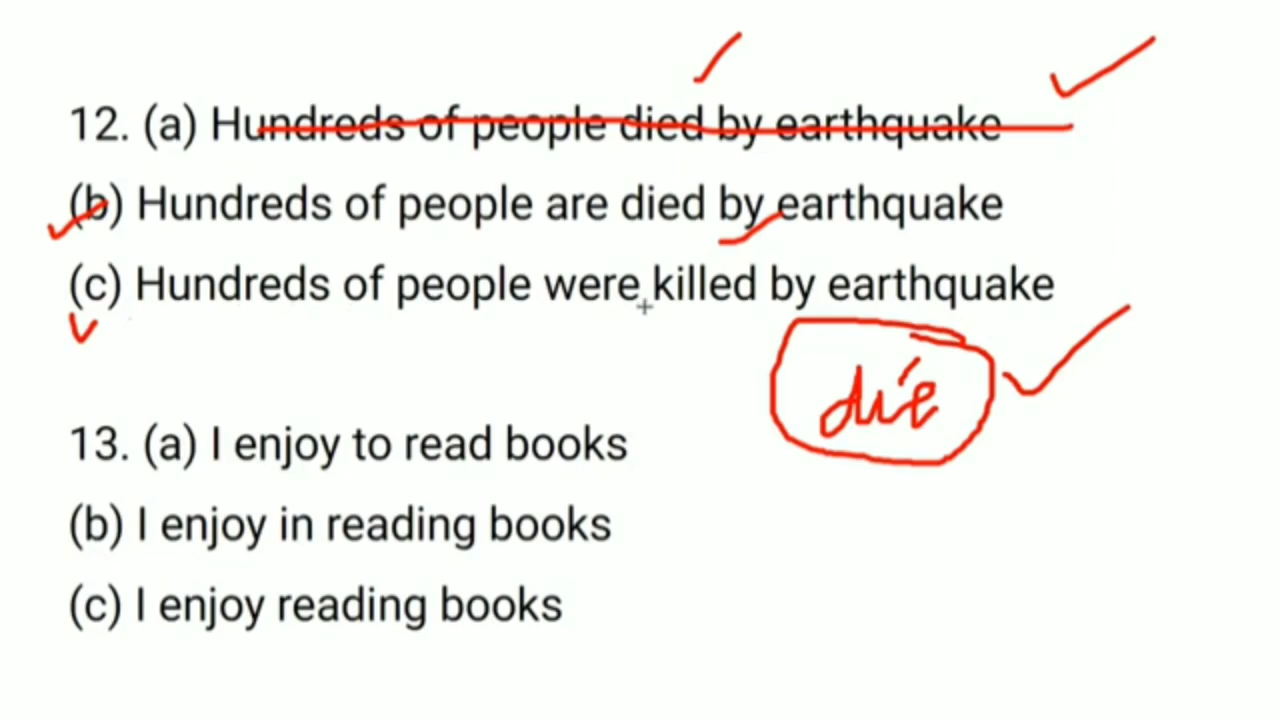 12. (a) Hundreds of people died by earthquake
(b) Hundreds of people are died by earthquake
(c) Hundreds of people were killed by earthquake
die
13. (a) I enjoy to read books
(b) I enjoy in reading books
(c) I enjoy reading books